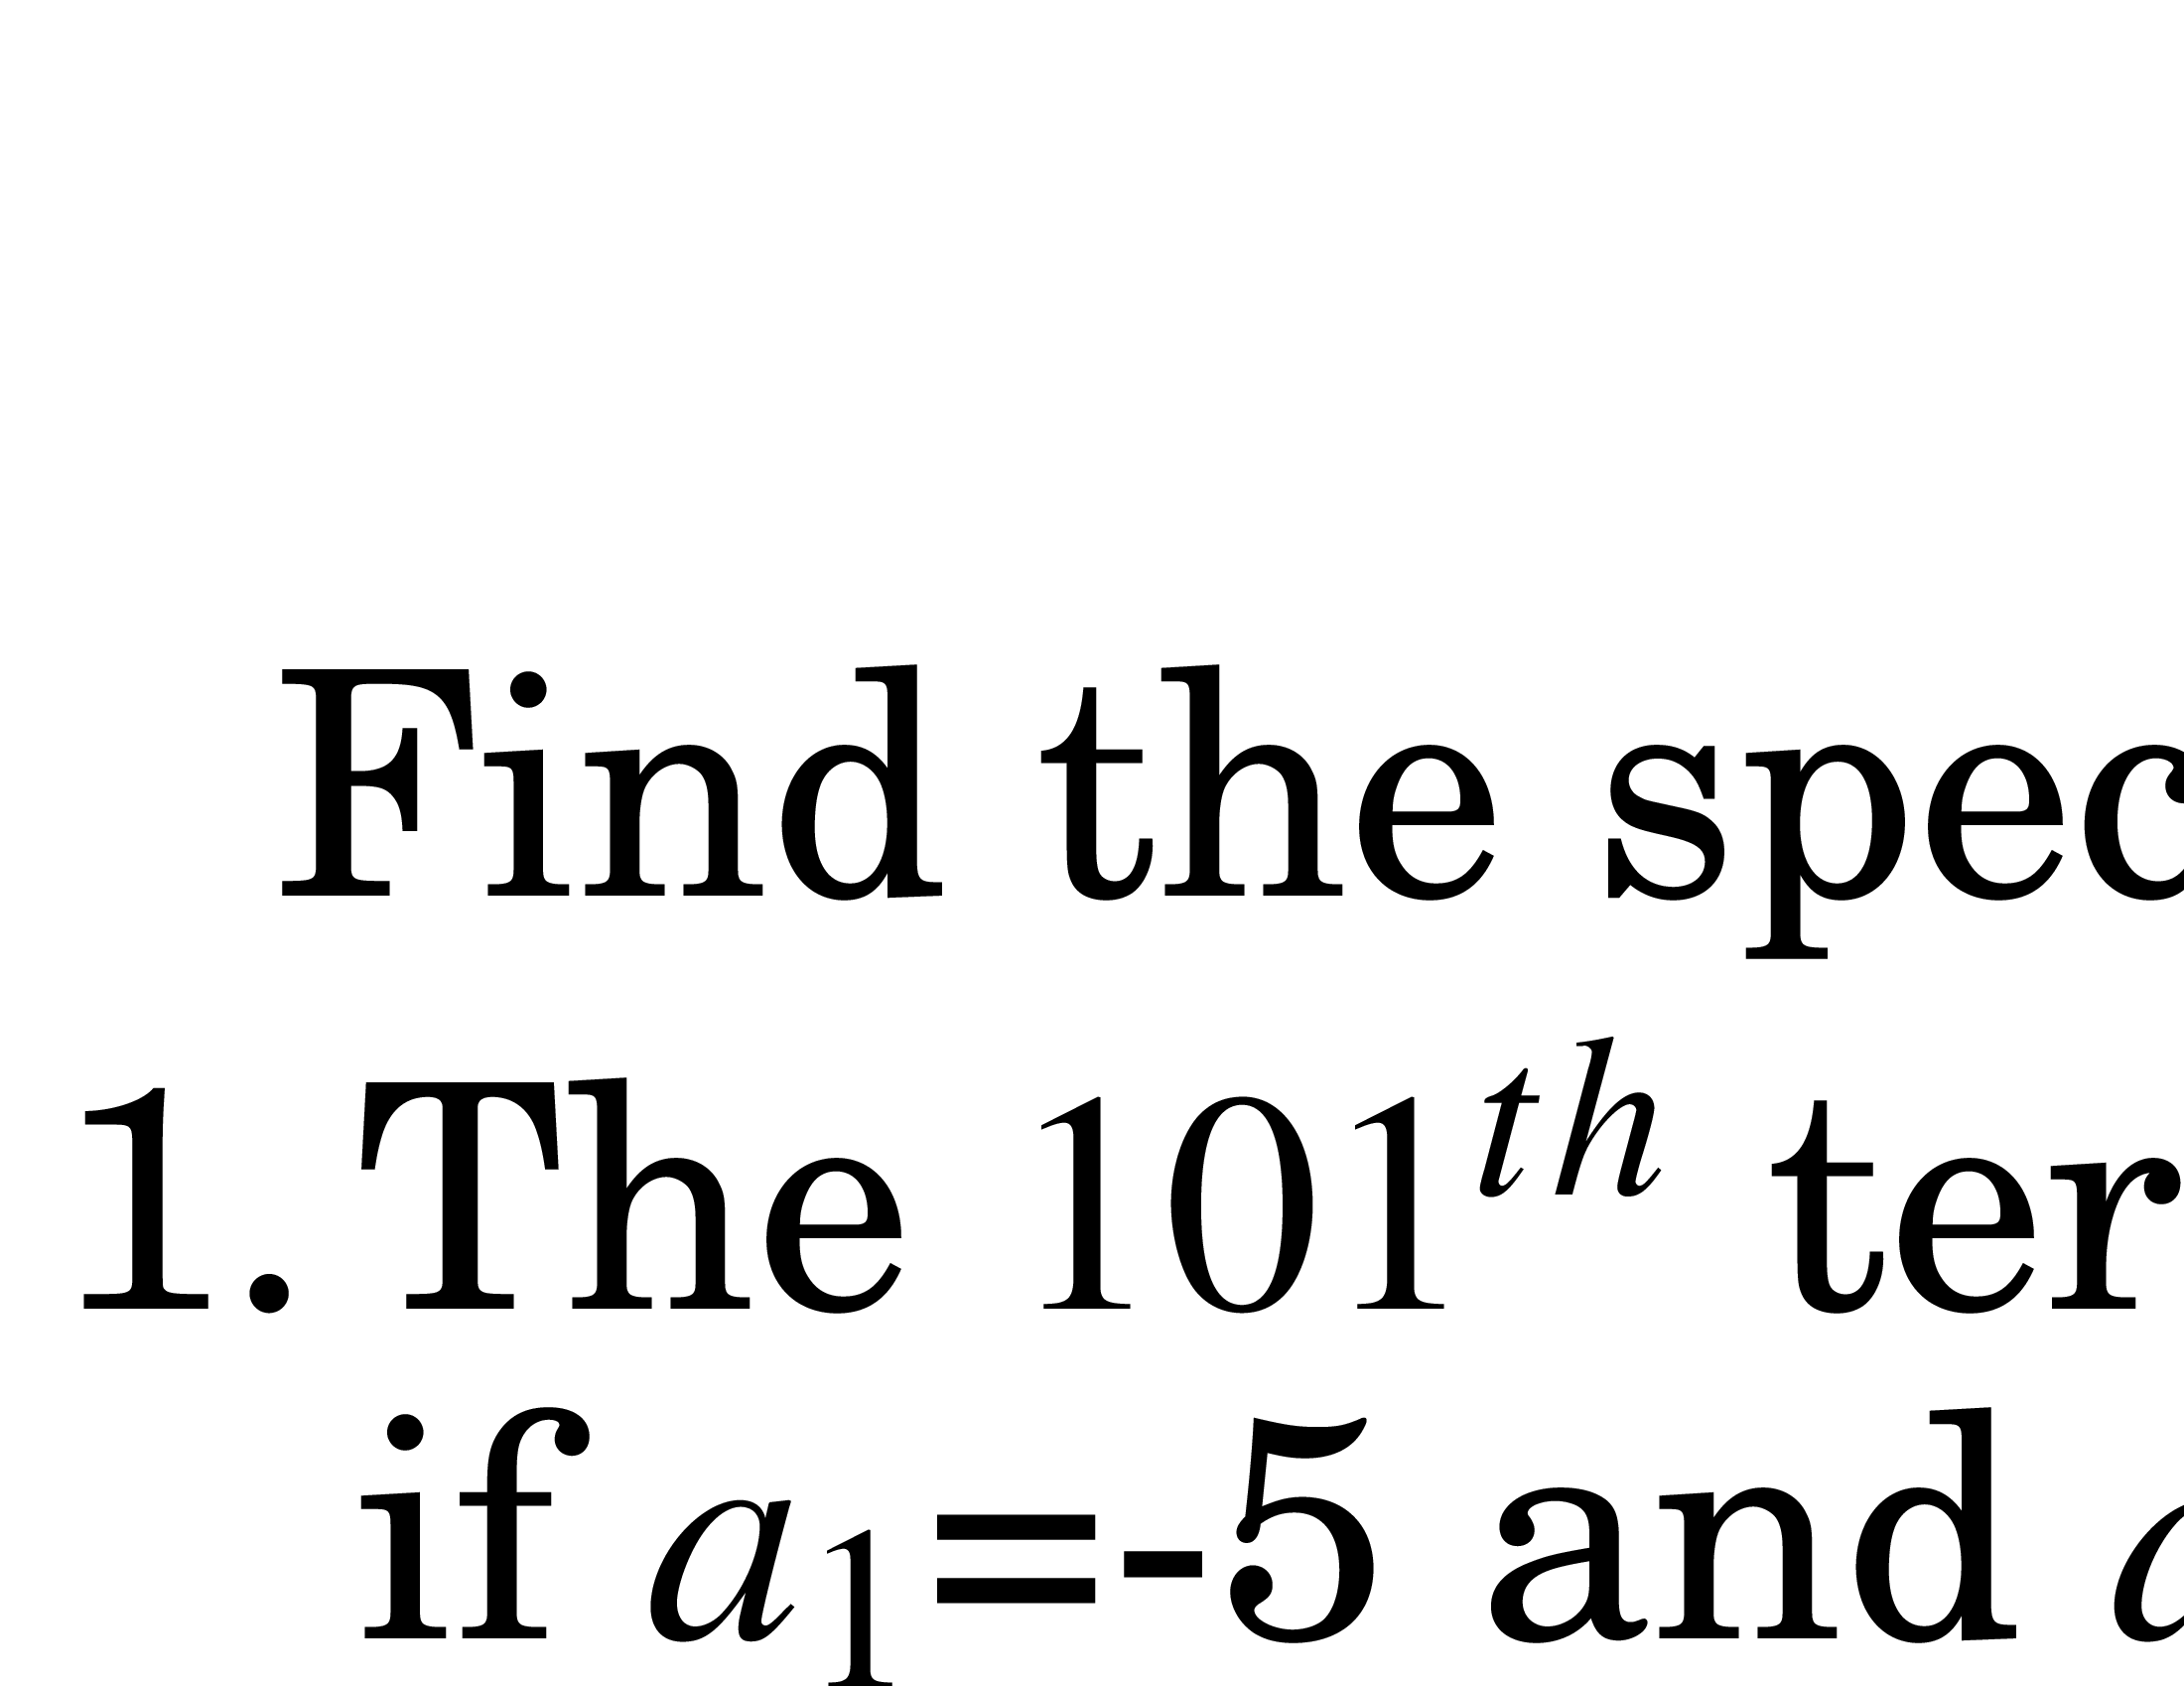 Find the spec
1. The 101th ter
if a1=-5 and